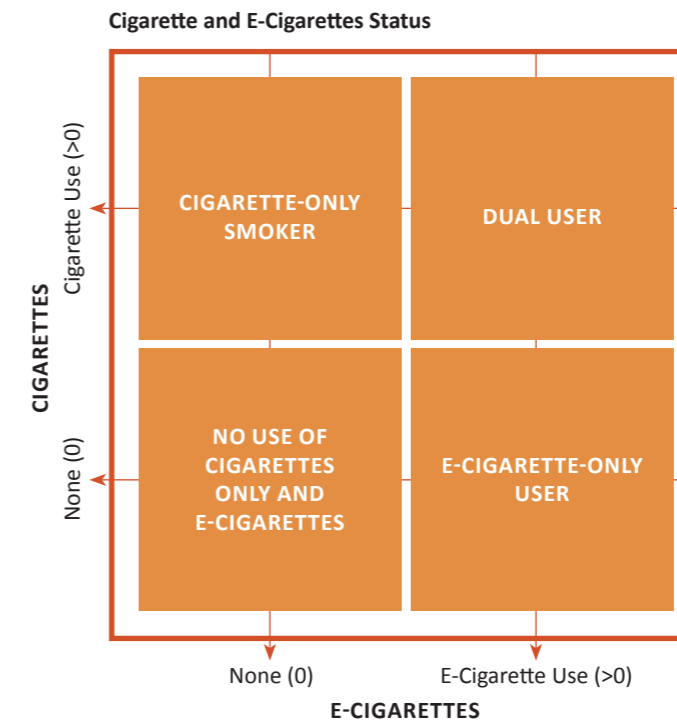 Cigarette and E-Cigarettes Status
CIGARETTES
Cigarette Use (>0)
CIGARETTE-ONLY
SMOKER
DUAL USER
None (0)
NO USE OF
CIGARETTES
ONLY AND
E-CIGARETTES
E-CIGARETTE-ONLY
USER
None (0)
E-Cigarette Use (>0)
E-CIGARETTES